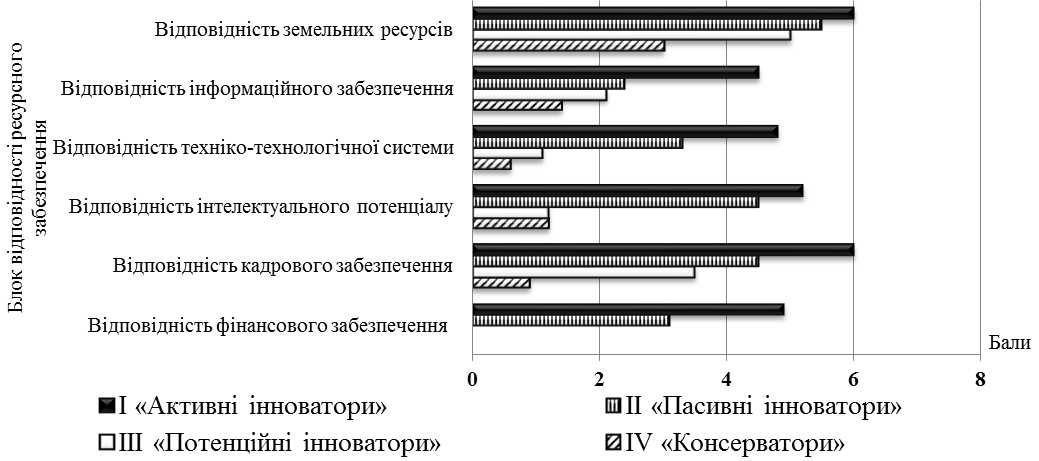 Блок відповідності ресурсного
забезпечення
Відповідність земельних ресурсів
Відповідність інформаційного забезпечення
Відповідність техніко-технологічної системи
Відповідність інтелектуального потенціалу
Відповідність кадрового забезпечення
Відповідність фінансового забезпечення
Бали
0 2 4 6 8
I «Активні інноватори»
II «Пасивні інноватори»
III «Потенційні інноватори»
IV «Консерватори»